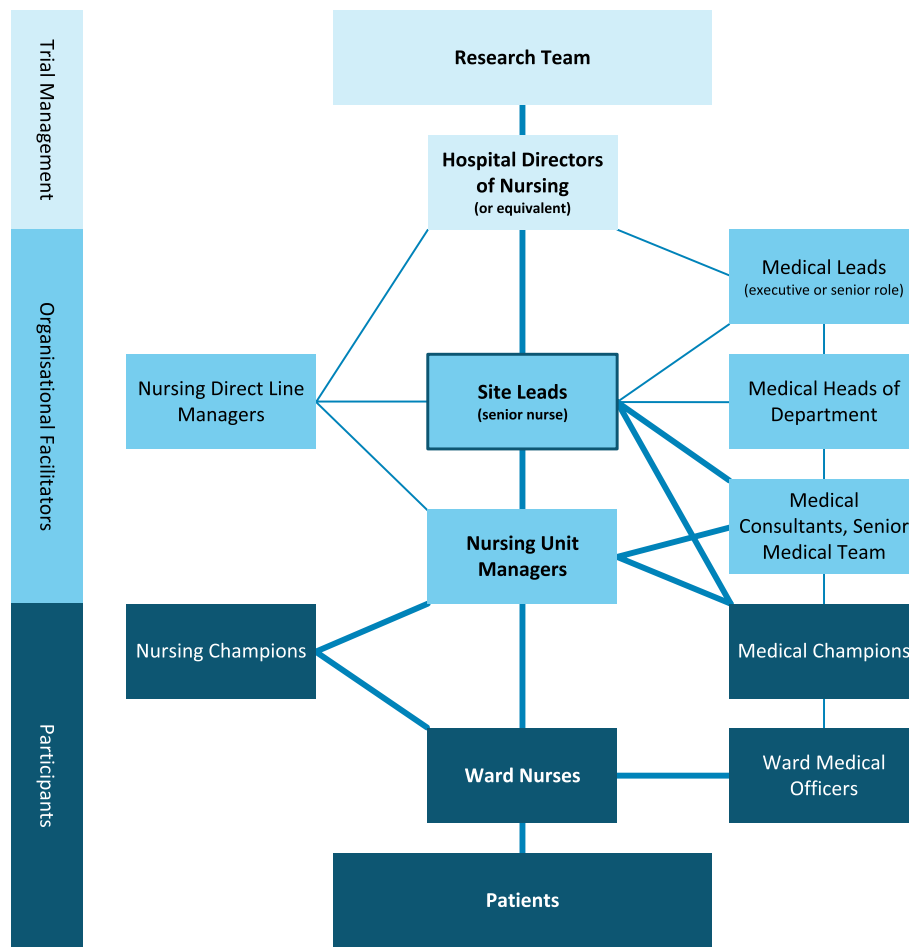 Trial Management
Research Team
Hospital Directors
of Nursing
(or equivalent)
Organisational Facilitators
Medical Leads
(executive or senior role)
Nursing Direct Line
Managers
Site Leads
(senior nurse)
Medical Heads of
Department
Nursing Unit
Managers
Medical
Consultants, Senior
Medical Team
Participants
Nursing Champions
Medical Champions
Ward Nurses
Ward Medical
Officers
Patients